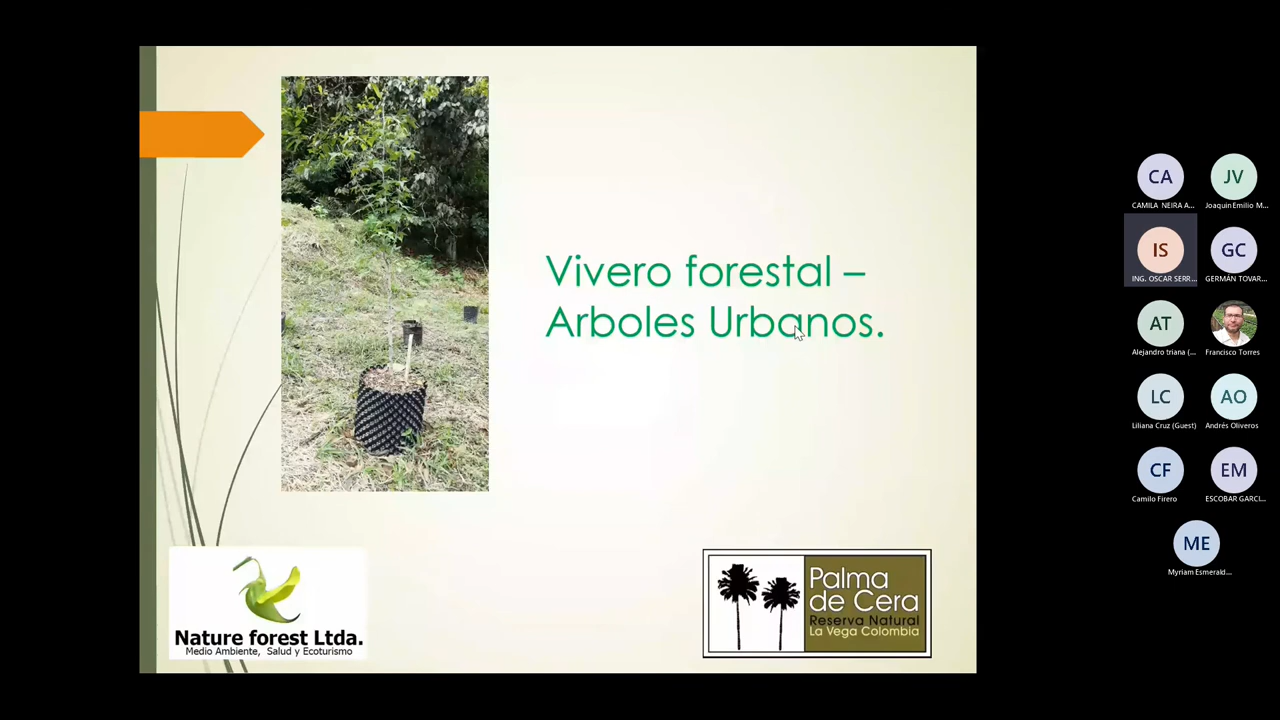 Vivero forestal –
Arboles Urbanos.
Nature forest Ltda.
Medio Ambiente, Salud y Ecoturismo
Palma
de Cera
Reserva Natural
La Vega Colombia
CA
CAMILA NEIRA A...
JV
Joaquin Emilio M...
IS
ING. OSCAR SERR...
GC
GERMÁN TOVAR...
AT
Alejandro triana (...
Francisco Torres
LC
Liliana Cruz (Guest)
AO
Andrés Oliveros
CF
Camilo Firero
EM
ESCOBAR GARCI...
ME
Myriam Esmerald...